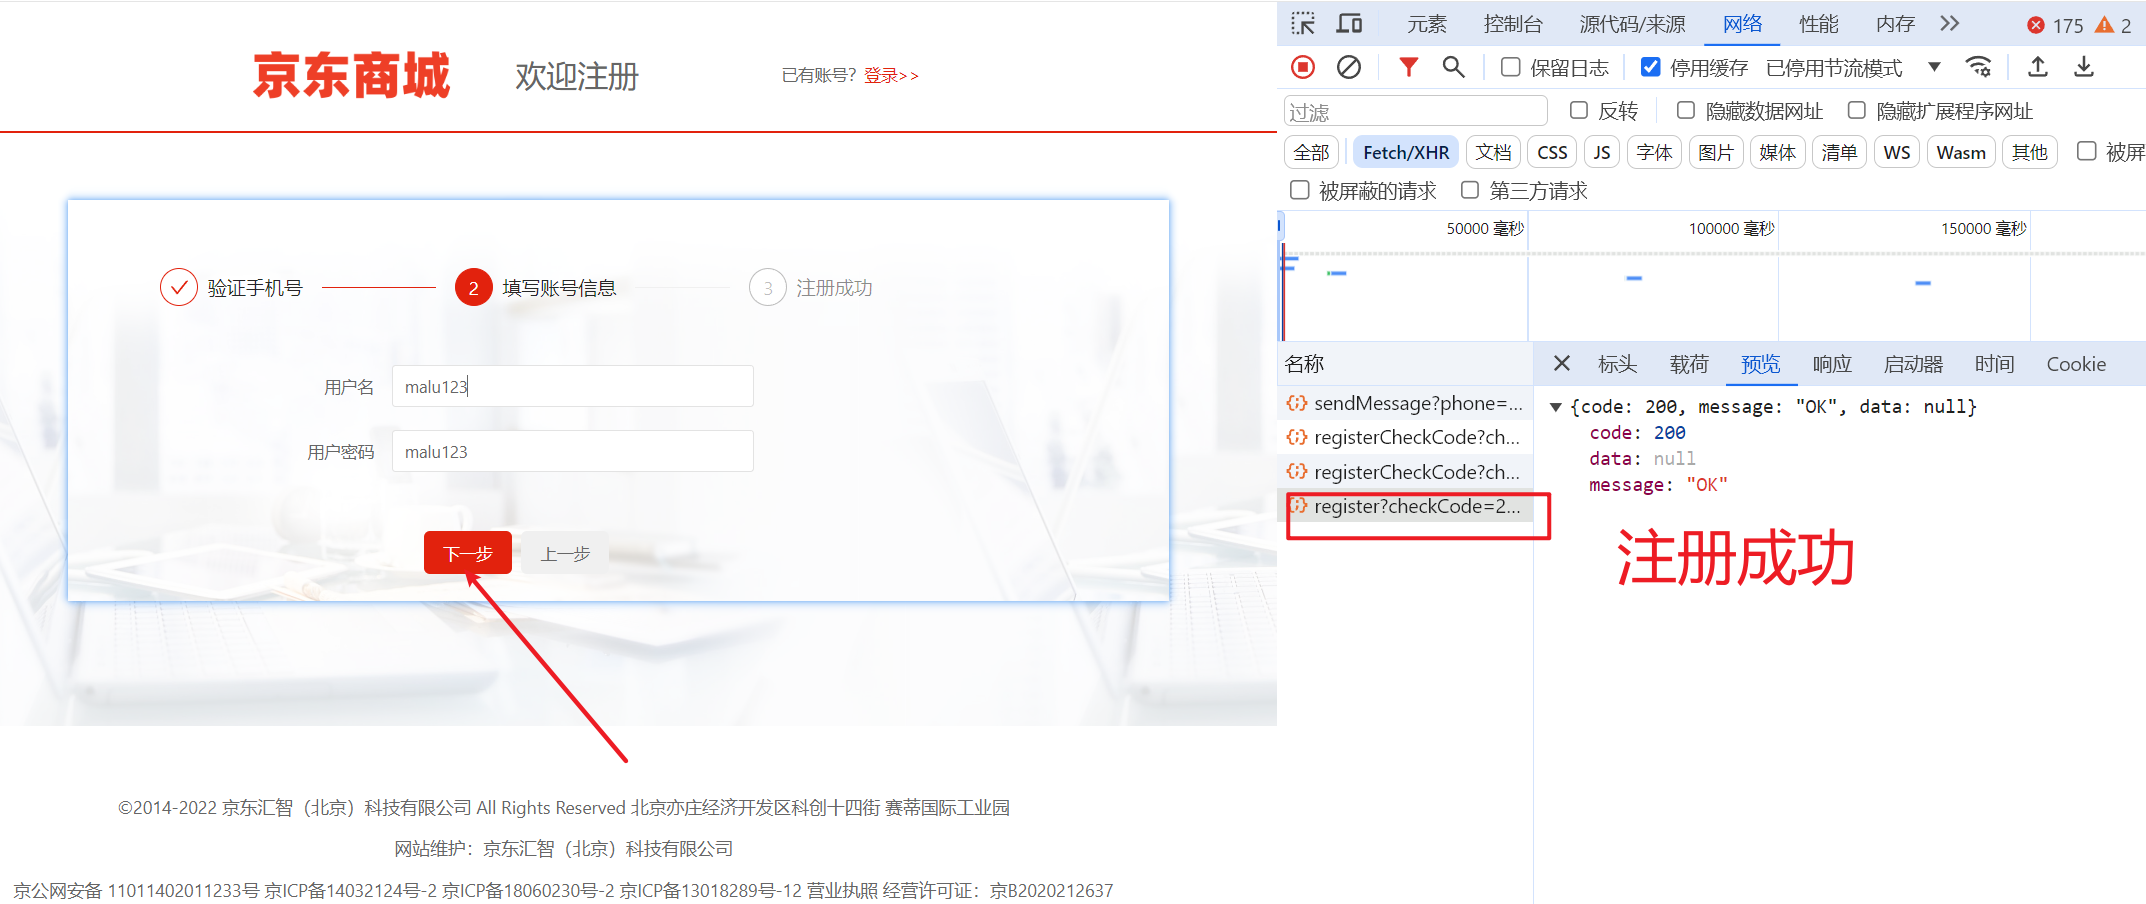 京东商城
欢迎注册
已有账号？登录>>
验证手机号
2 填写账号信息
3 注册成功
用户名 malu123
用户密码 malu123
下一步 上一步
©2014-2022 京东汇智（北京）科技有限公司 All Rights Reserved 北京亦庄经济开发区科创十四街 赛蒂国际工业园
网站维护：京东汇智（北京）科技有限公司
京公网安备 11011402011233号 京ICP备14032124号-2 京ICP备18060230号-2 京ICP备13018289号-12 营业执照 经营许可证：京B2020212637
元素 控制台 源代码/来源 网络 性能 内存 175 2
保留日志 停用缓存 已停用节流模式
过滤 反转 隐藏数据网址 隐藏扩展程序网址
全部 Fetch/XHR 文档 CSS JS 字体 图片 媒体 清单 WS Wasm 其他 被屏
被屏蔽的请求 第三方请求
50000 毫秒 100000 毫秒 150000 毫秒
名称
sendMessage?phone=...
registerCheckCode?ch...
registerCheckCode?ch...
register?checkCode=2...
标头 载荷 预览 响应 启动器 时间 Cookie
{code: 200, message: "OK", data: null}
code: 200
data: null
message: "OK"
注册成功